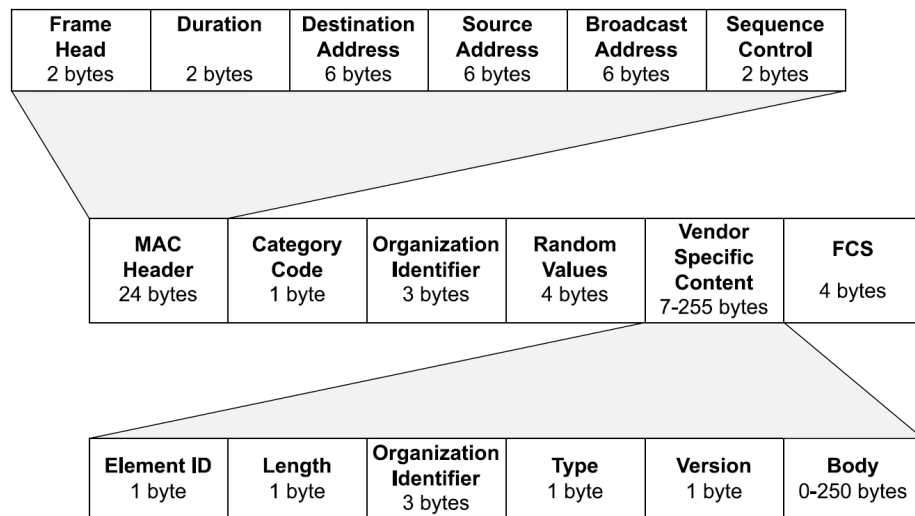 Frame Head 2 bytes
Duration 2 bytes
Destination Address 6 bytes
Source Address 6 bytes
Broadcast Address 6 bytes
Sequence Control 2 bytes
MAC Header 24 bytes
Category Code 1 byte
Organization Identifier 3 bytes
Random Values 4 bytes
Vendor Specific Content 7-255 bytes
FCS 4 bytes
Element ID 1 byte
Length 1 byte
Organization Identifier 3 bytes
Type 1 byte
Version 1 byte
Body 0-250 bytes